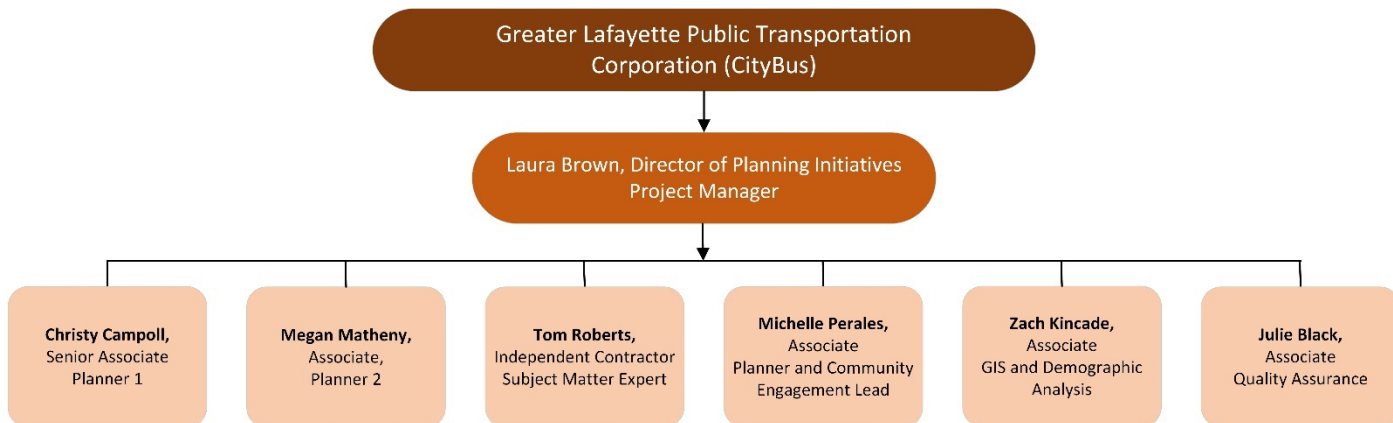 Greater Lafayette Public Transportation
Corporation (CityBus)
Laura Brown, Director of Planning Initiatives
Project Manager
Christy Campoll,
Senior Associate
Planner 1
Megan Matheny,
Associate,
Planner 2
Tom Roberts,
Independent Contractor
Subject Matter Expert
Michelle Perales,
Associate
Planner and Community
Engagement Lead
Zach Kincade,
Associate
GIS and Demographic
Analysis
Julie Black,
Associate
Quality Assurance